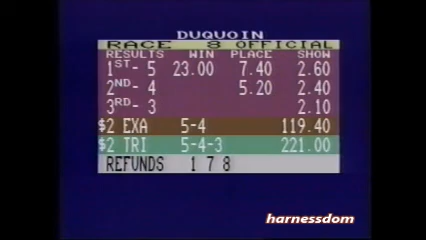 DUQUOIN
RACE 3 OFFICIAL
RESULTS WIN PLACE SHOW
1ST- 5 23.00 7.40 2.60
2ND- 4 5.20 2.40
3RD- 3 2.10
$2 EXA 5-4 119.40
$2 TRI 5-4-3 221.00
REFUNDS 1 7 8
harnessdom